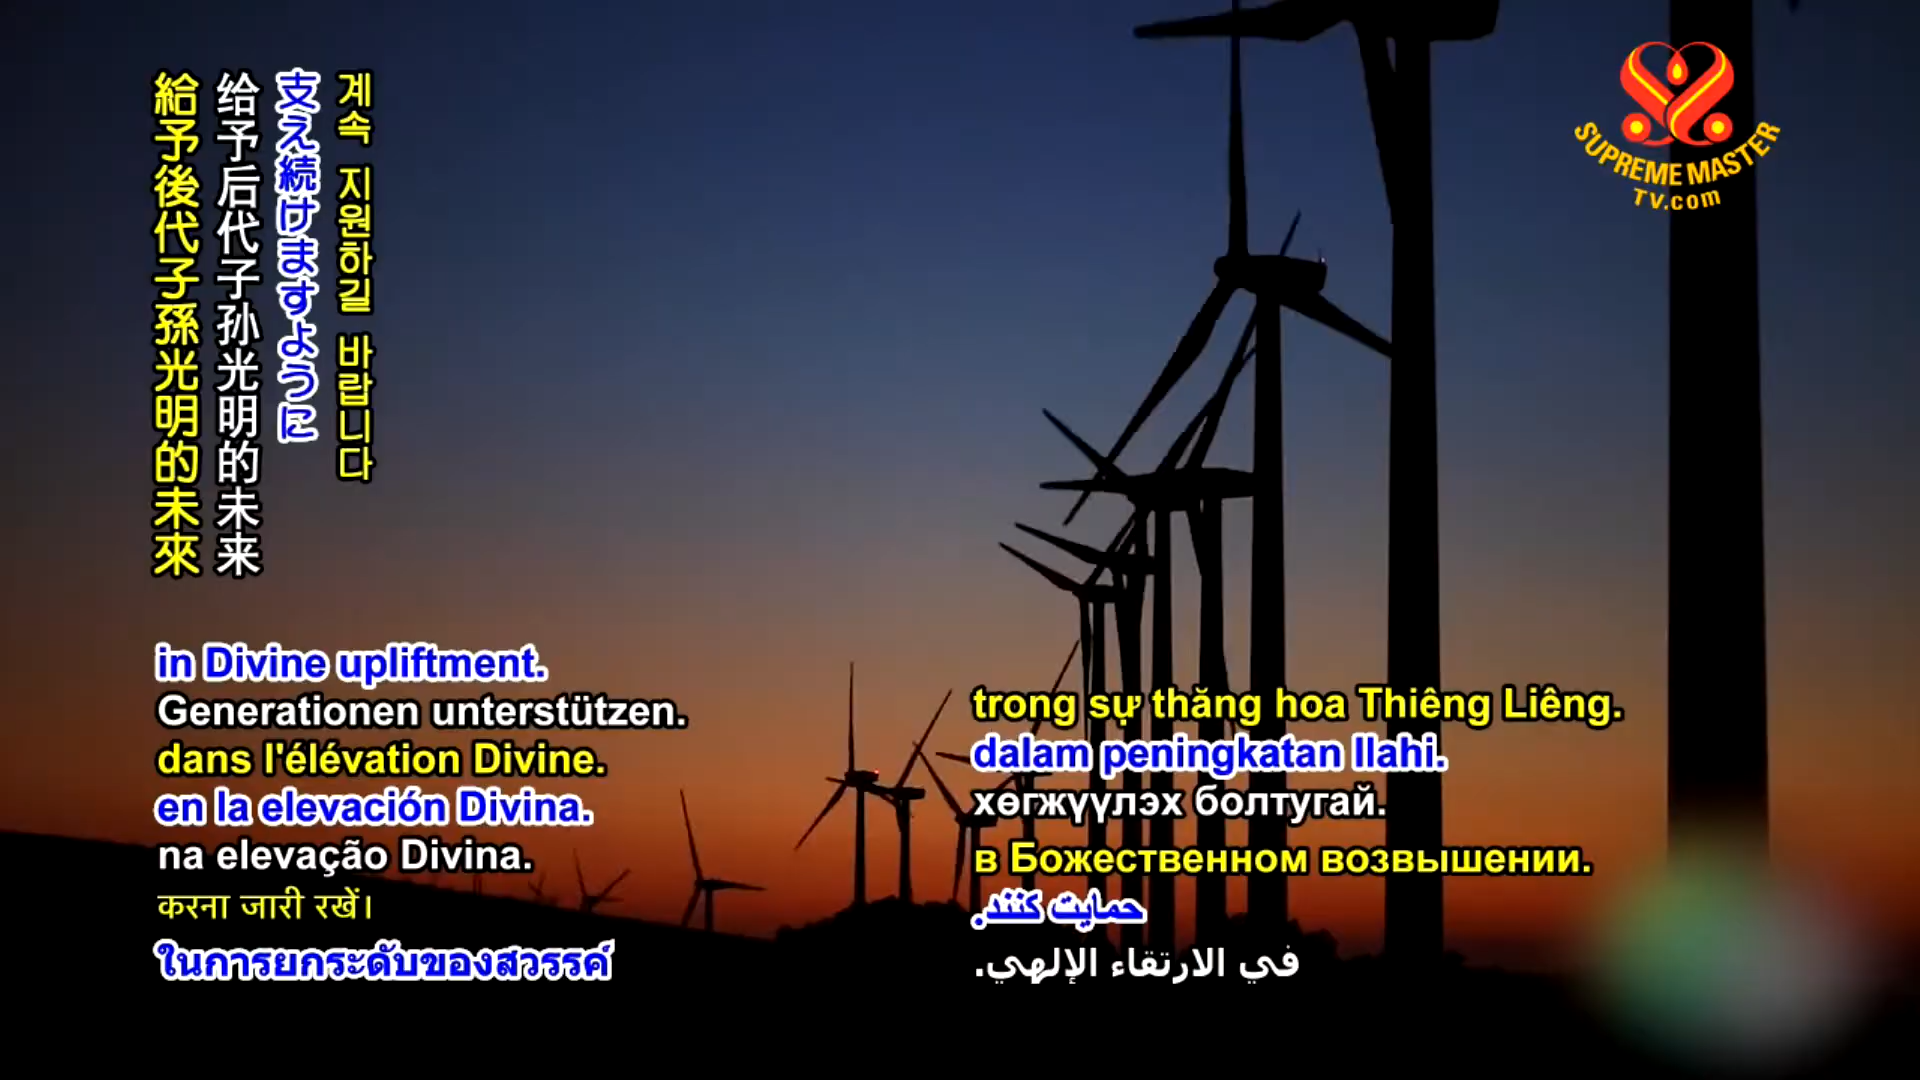 給予後代子孫光明的未來
给予后代子孙光明的未来
支え続けますように
계속 지원하길 바랍니다
SUPREME MASTER
TV.com
in Divine upliftment.
Generationen unterstützen.
dans l'élévation Divine.
en la elevación Divina.
na elevação Divina.
करना जारी रखें।
ในการยกระดับของสวรรค์
trong sự thăng hoa Thiêng Liêng.
dalam peningkatan Ilahi.
хөгжүүлэх болтугай.
в Божественном возвышении.
حمایت کنند.
في الارتقاء الإلهي.